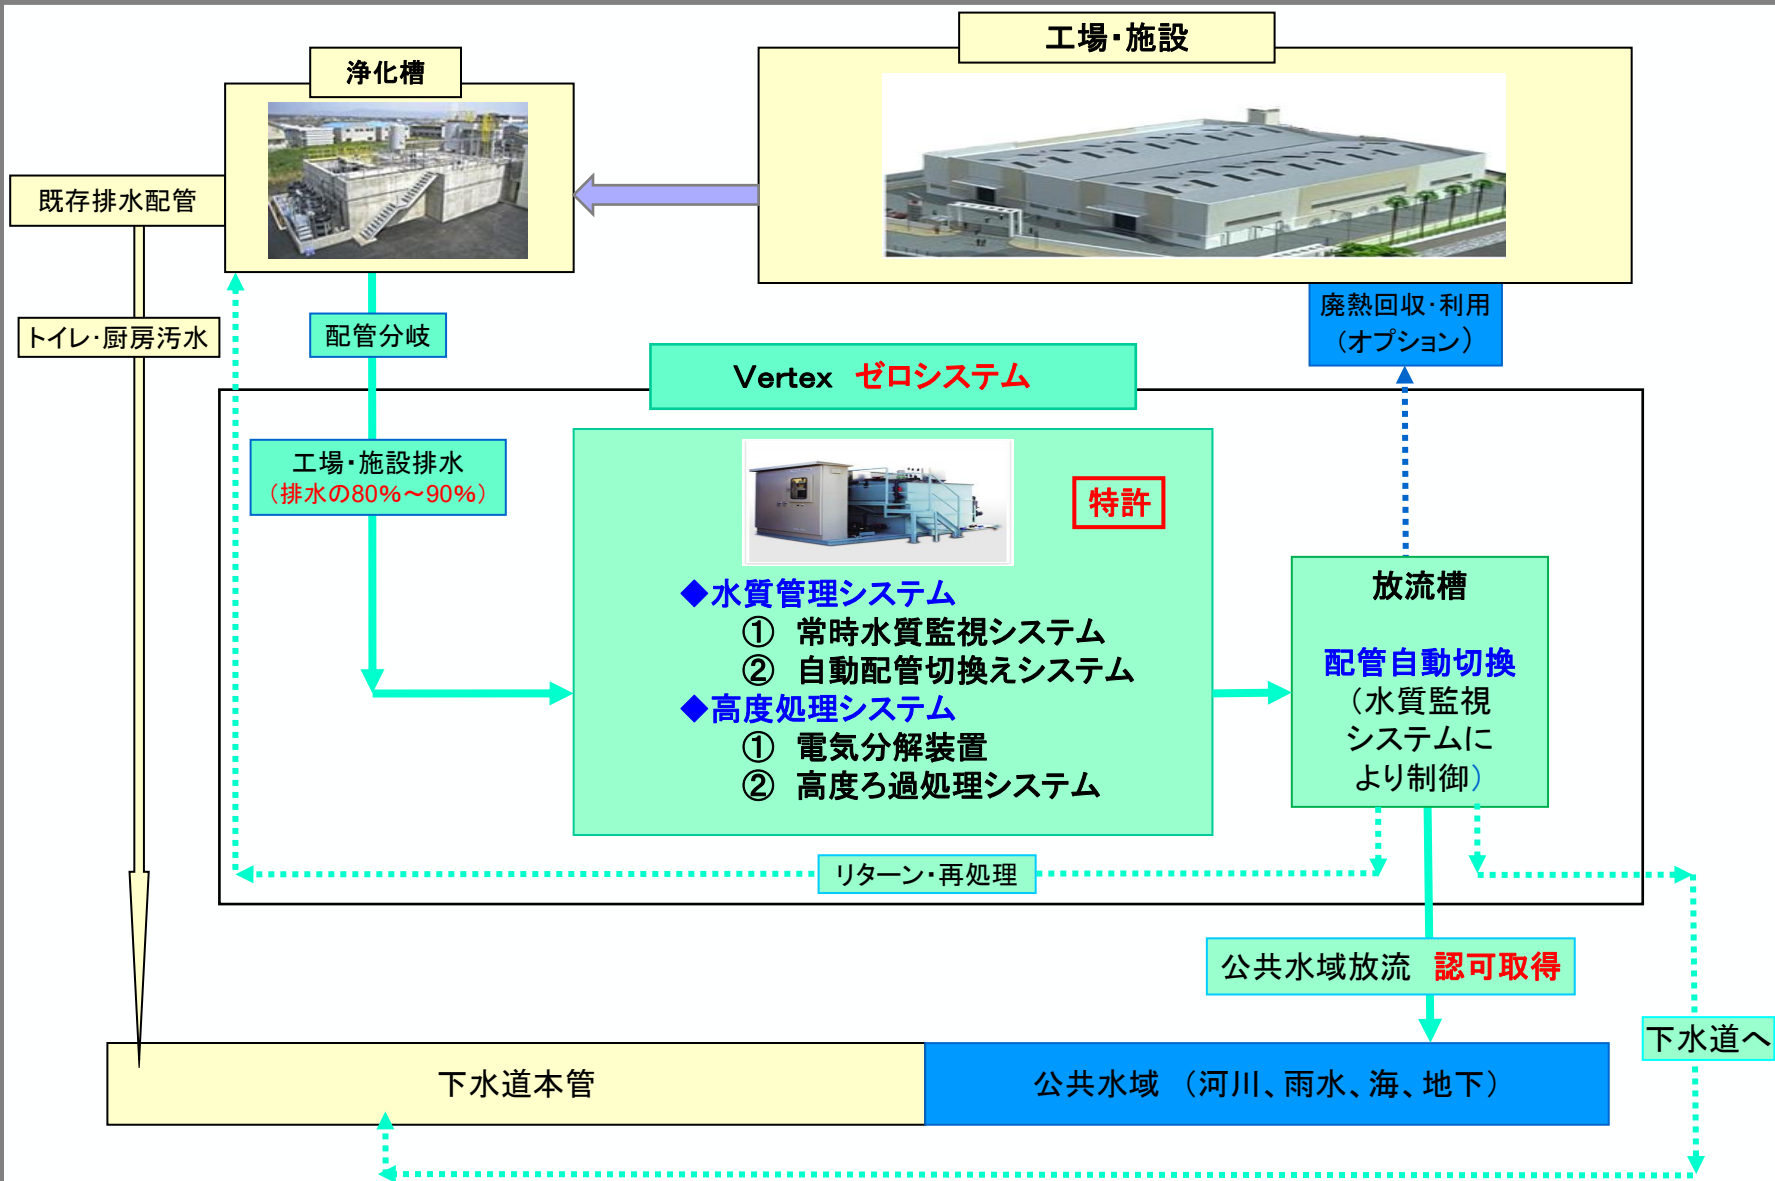 工場・施設
浄化槽
既存排水配管
トイレ・厨房汚水
配管分岐
廃熱回収・利用
（オプション）
Vertex ゼロシステム
工場・施設排水
（排水の80％～90％）
特許
◆水質管理システム
① 常時水質監視システム
② 自動配管切換えシステム
◆高度処理システム
① 電気分解装置
② 高度ろ過処理システム
放流槽
配管自動切換
（水質監視
システムに
より制御）
リターン・再処理
公共水域放流 認可取得
下水道へ
下水道本管
公共水域 （河川、雨水、海、地下）